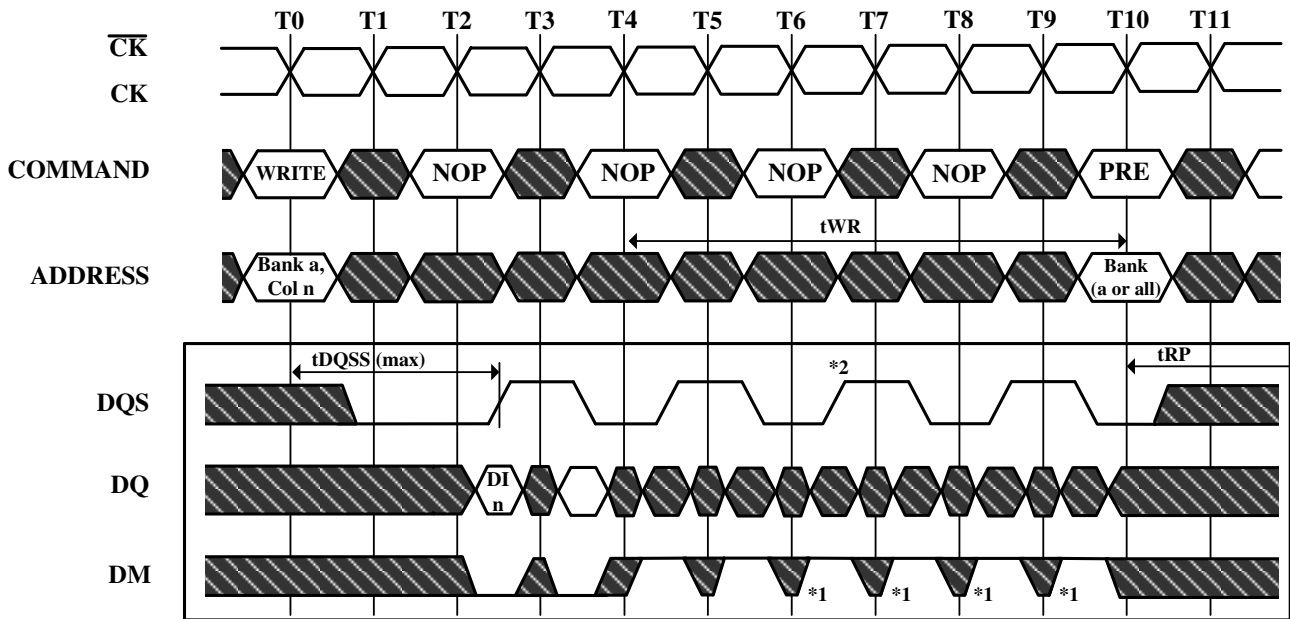 T0 T1 T2 T3 T4 T5 T6 T7 T8 T9 T10 T11
CK
CK
COMMAND WRITE NOP NOP NOP NOP PRE
tWR
ADDRESS Bank a, Col n Bank (a or all)
tDQSS (max) *2 tRP
DQS
DQ DI n
DM *1 *1 *1 *1